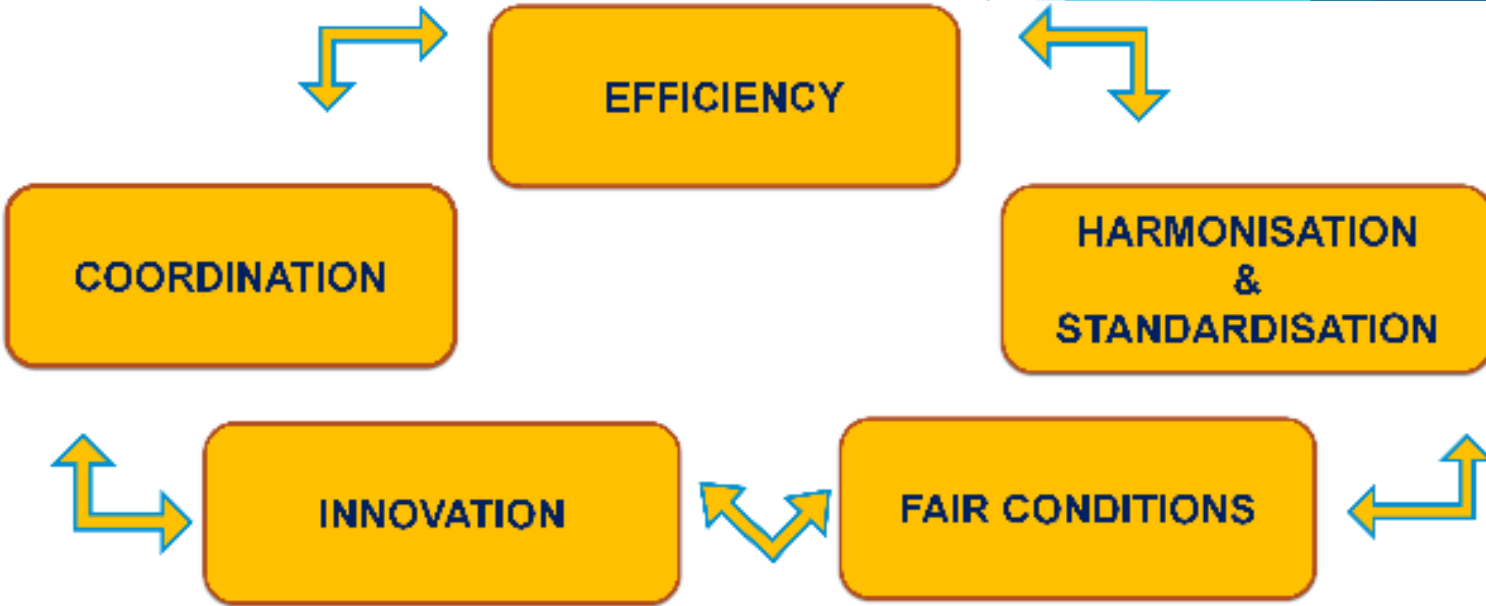 EFFICIENCY
COORDINATION
HARMONISATION
&
STANDARDISATION
INNOVATION
FAIR CONDITIONS